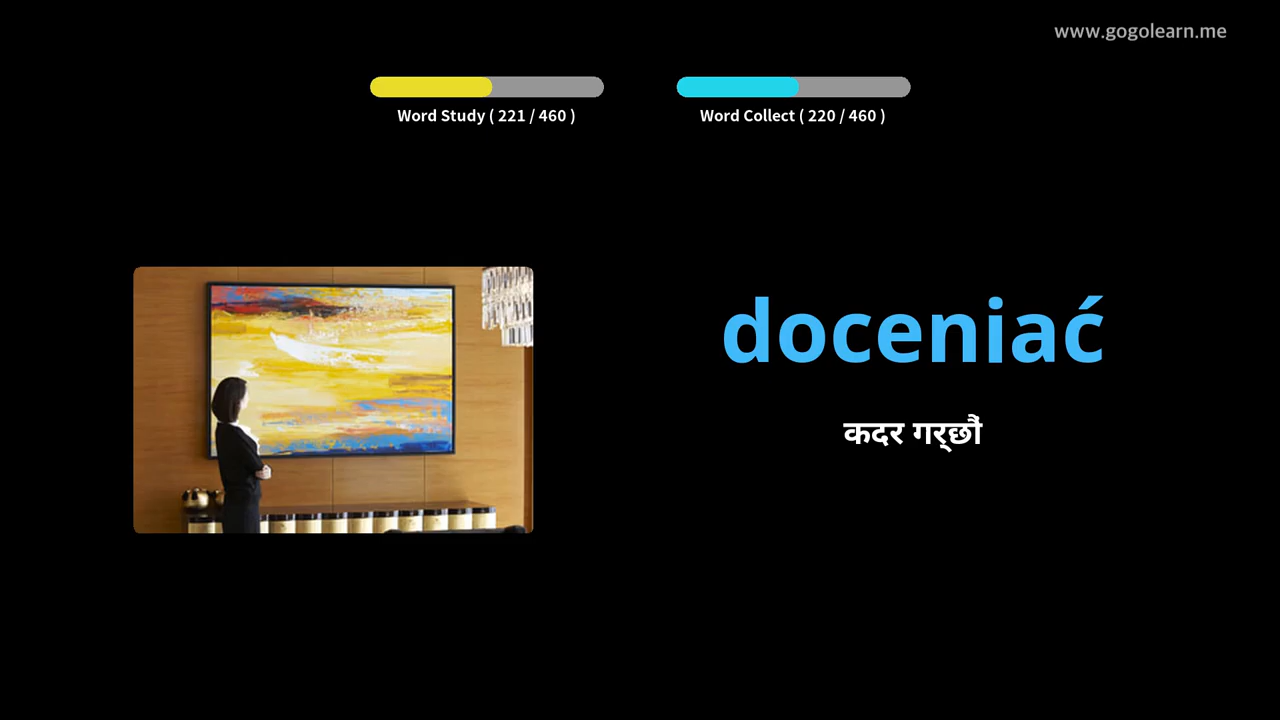 www.gogolearn.me
Word Study ( 221 / 460 )
Word Collect ( 220 / 460 )
doceniać
कदर गर्छौं